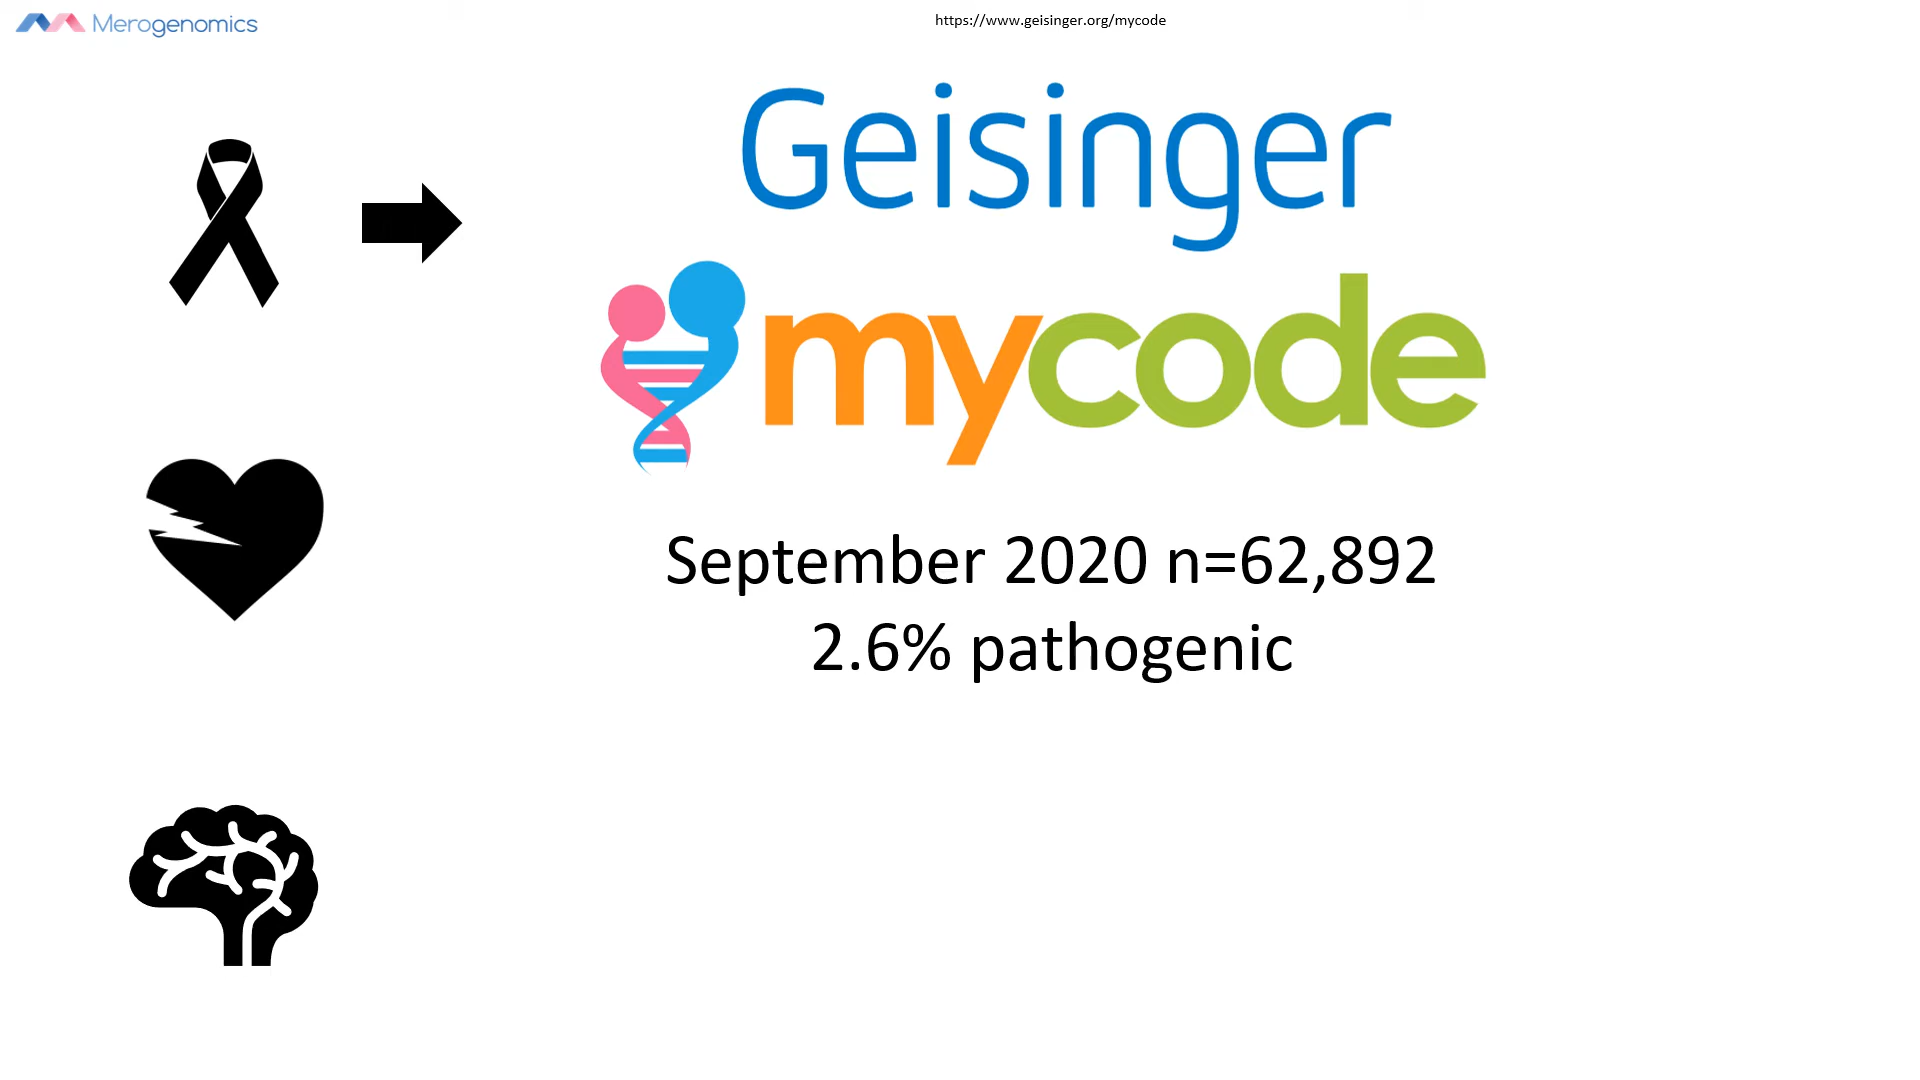 Merogenomics
https://www.geisinger.org/mycode
Geisinger
mycode
September 2020 n=62,892
2.6% pathogenic